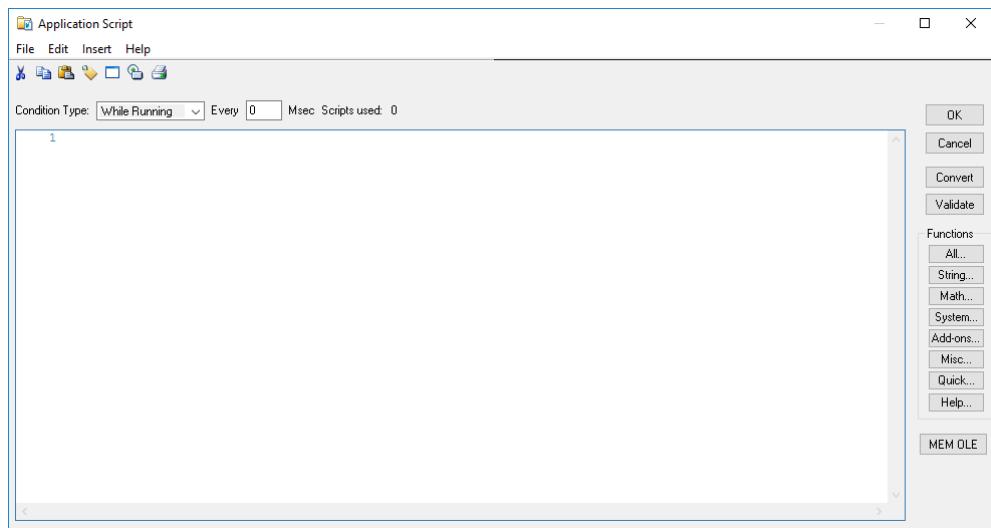 Application Script
File Edit Insert Help
Condition Type: While Running Every 0 Msec Scripts used: 0
1
OK
Cancel
Convert
Validate
Functions
All...
String...
Math...
System...
Add-ons...
Misc...
Quick...
Help...
MEM OLE